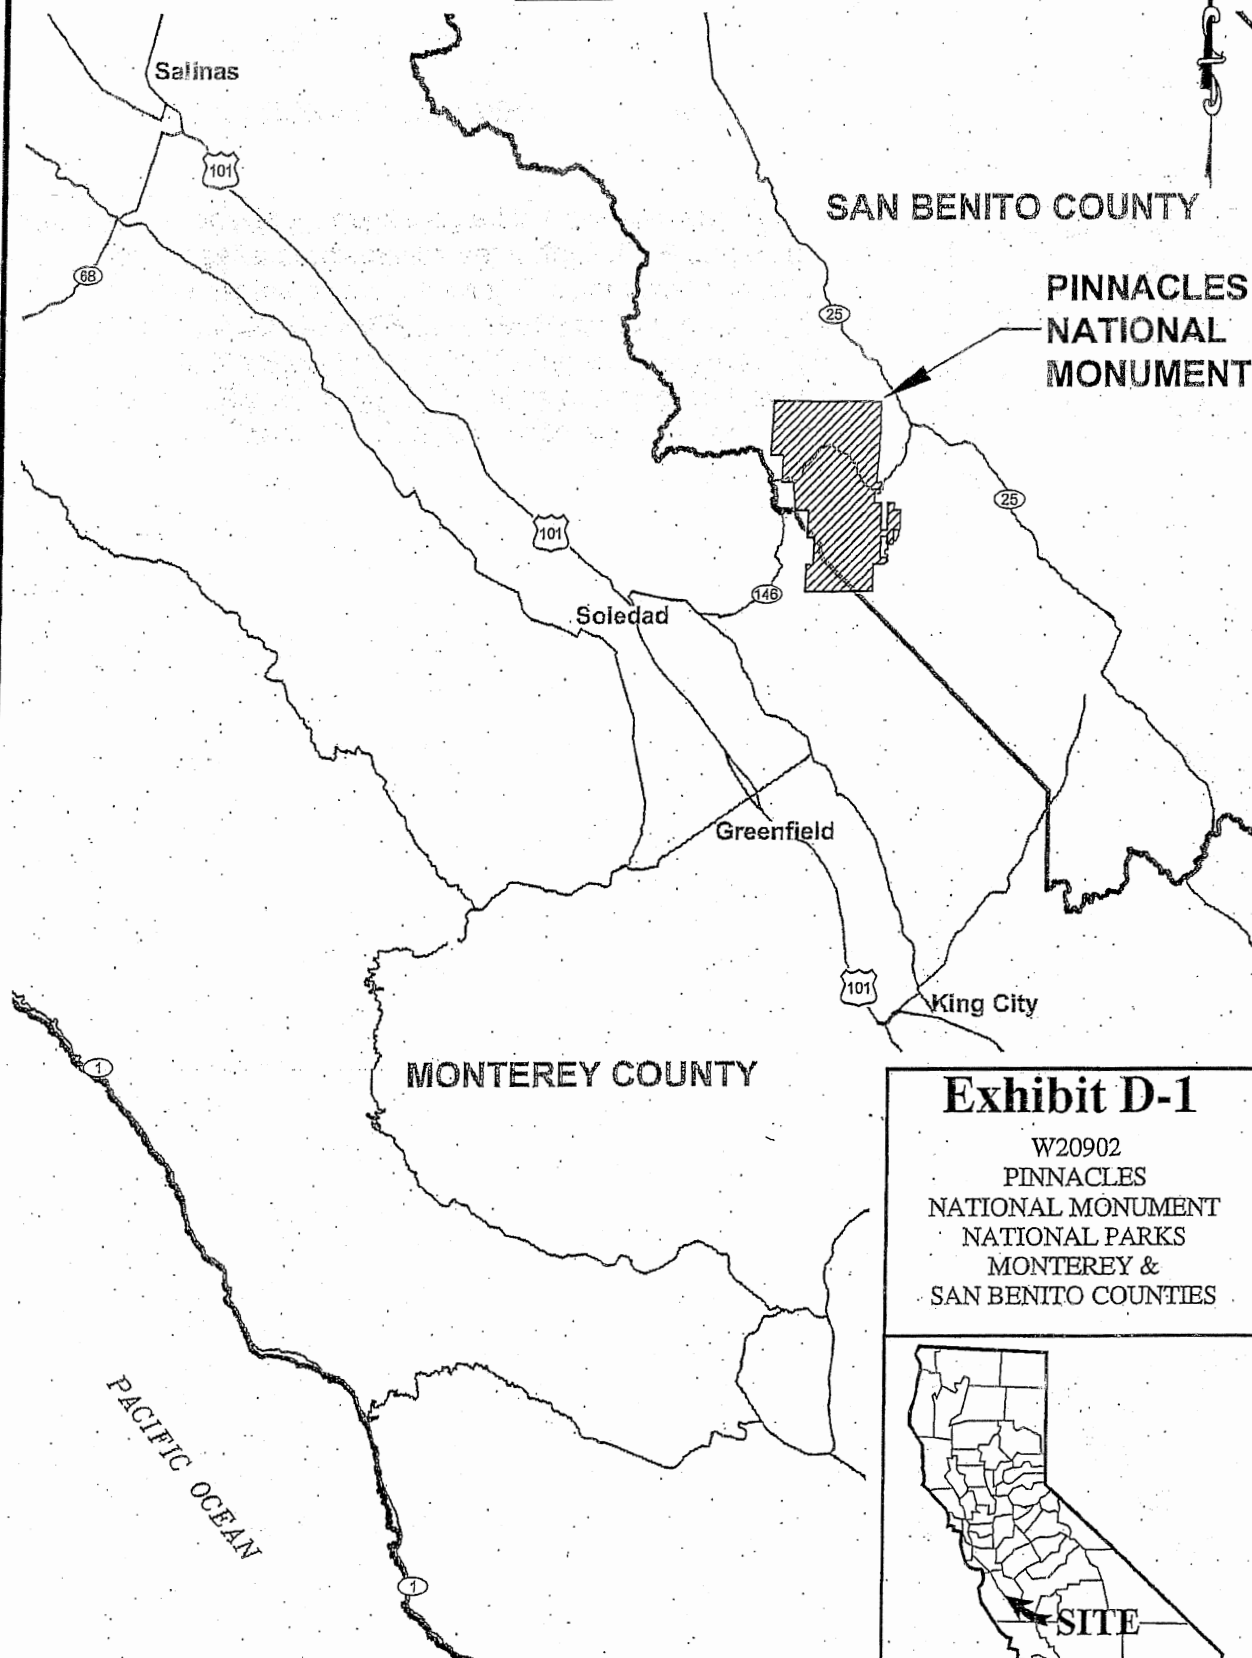 Salinas
101
SAN BENITO COUNTY
68
PINNACLES
NATIONAL
MONUMENT
25
25
101
146
Soledad
Greenfield
101
King City
1
MONTEREY COUNTY
Exhibit D-1
W20902
PINNACLES
NATIONAL MONUMENT
NATIONAL PARKS
MONTEREY &
SAN BENITO COUNTIES
PACIFIC OCEAN
1
SITE